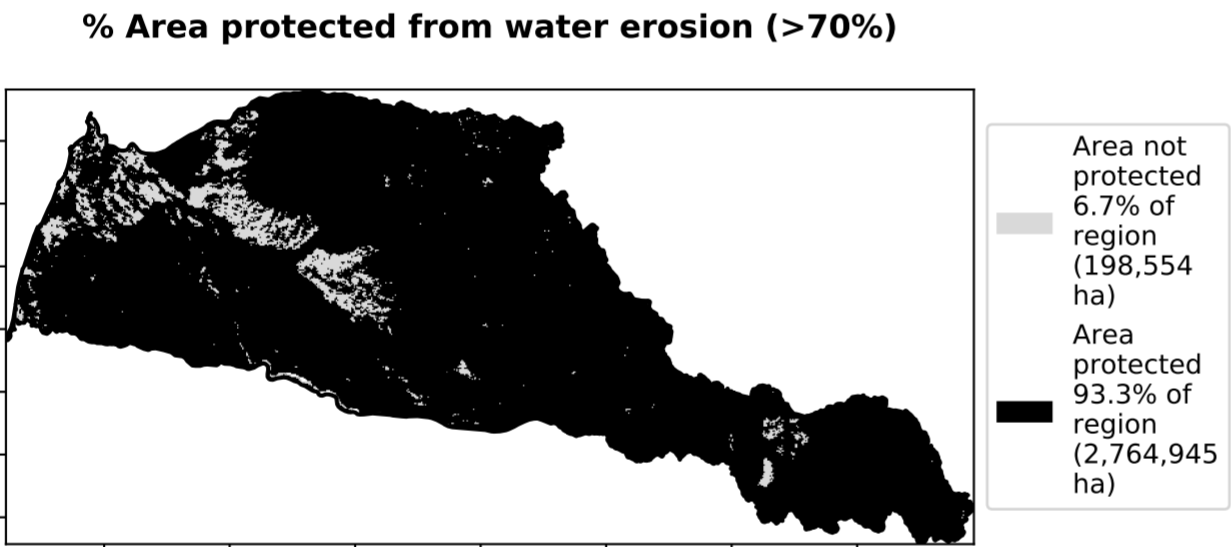 % Area protected from water erosion (>70%)
Area not
protected
6.7% of
region
(198,554
ha)
Area
protected
93.3% of
region
(2,764,945
ha)